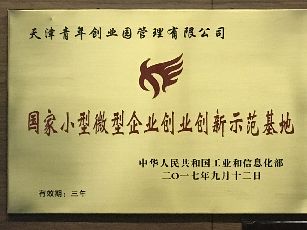 天津青年创业园管理有限公司
国家小型微型企业创业创新示范基地
中华人民共和国工业和信息化部
二〇一七年九月十二日
有效期：三年